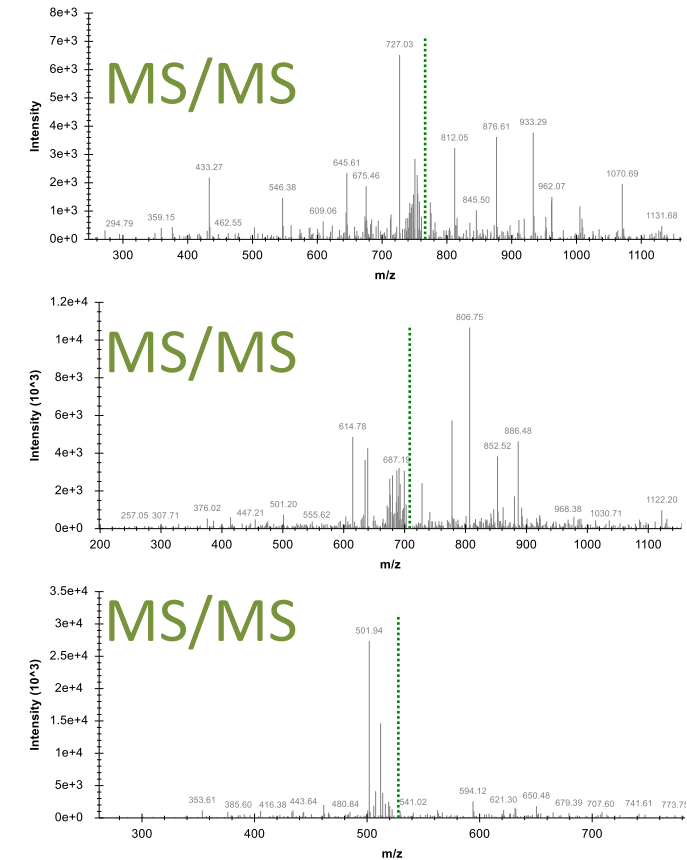 8e+3
7e+3
6e+3
5e+3
4e+3
3e+3
2e+3
1e+3
0e+0
Intensity
MS/MS
727.03
933.29
876.61
812.05
645.61
433.27
675.46
1070.69
546.38
962.07
609.06
845.50
294.79
359.15
462.55
1131.68
300 400 500 600 700 800 900 1000 1100
m/z
1.2e+4
1e+4
8e+3
6e+3
4e+3
2e+3
0e+0
Intensity (10^3)
MS/MS
806.75
614.78
886.48
687.19
852.52
257.05
307.71
376.02
447.21
501.20
555.62
968.38
1030.71
1122.20
200 300 400 500 600 700 800 900 1000 1100
m/z
3.5e+4
3e+4
2.5e+4
2e+4
1.5e+4
1e+4
5e+3
0e+0
Intensity (10^3)
MS/MS
501.94
353.61
385.60
416.38
443.64
480.84
541.02
594.12
621.30
650.48
679.39
707.60
741.61
773.75
300 400 500 600 700
m/z